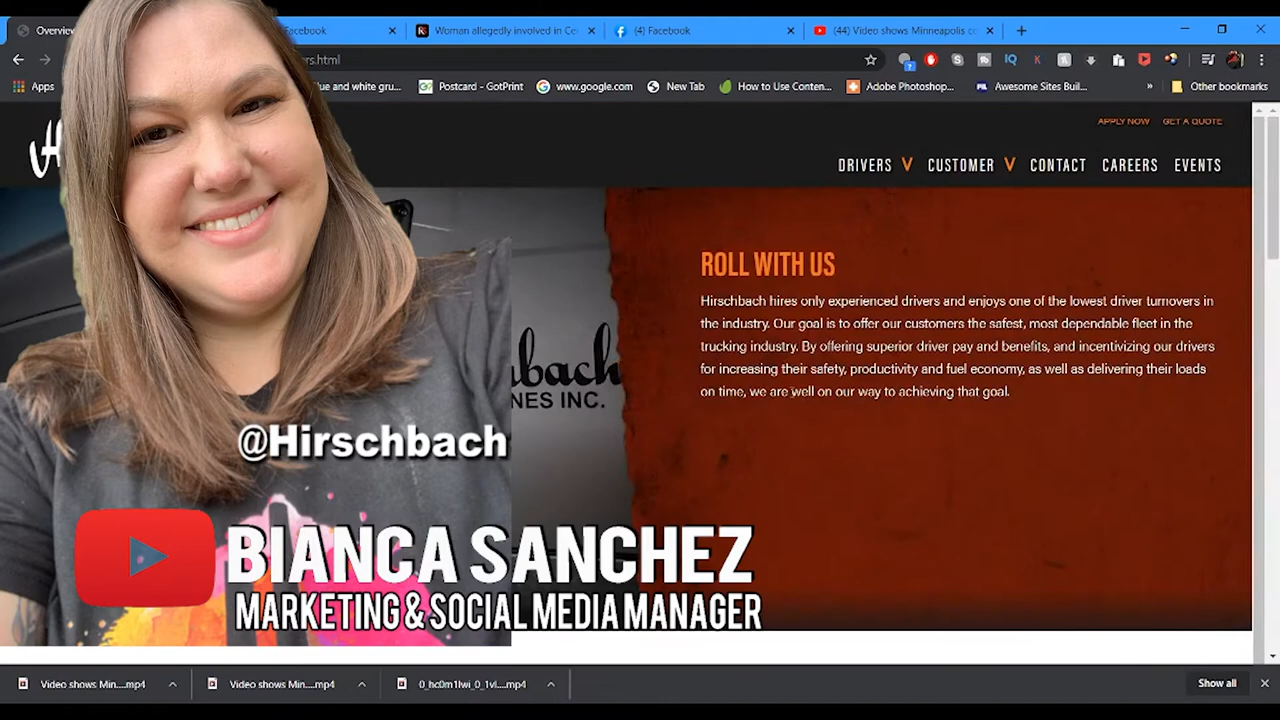 Overview
Facebook
Woman allegedly involved in Ce
(4) Facebook
(44) Video shows Minneapolis c
rs.html
Apps
lue and white gru...
Postcard - GotPrint
www.google.com
New Tab
How to Use Conten...
Adobe Photoshop...
Awesome Sites Buil...
»
Other bookmarks
APPLY NOW GET A QUOTE
H
DRIVERS CUSTOMER CONTACT CAREERS EVENTS
ROLL WITH US
Hirschbach hires only experienced drivers and enjoys one of the lowest driver turnovers in
the industry. Our goal is to offer our customers the safest, most dependable fleet in the
trucking industry. By offering superior driver pay and benefits, and incentivizing our drivers
for increasing their safety, productivity and fuel economy, as well as delivering their loads
on time, we are well on our way to achieving that goal.
bach
NES INC.
@Hirschbach
BIANCA SANCHEZ
MARKETING & SOCIAL MEDIA MANAGER
Video shows Min....mp4
Video shows Min....mp4
0_hc0m1lwi_0_1vl....mp4
Show all